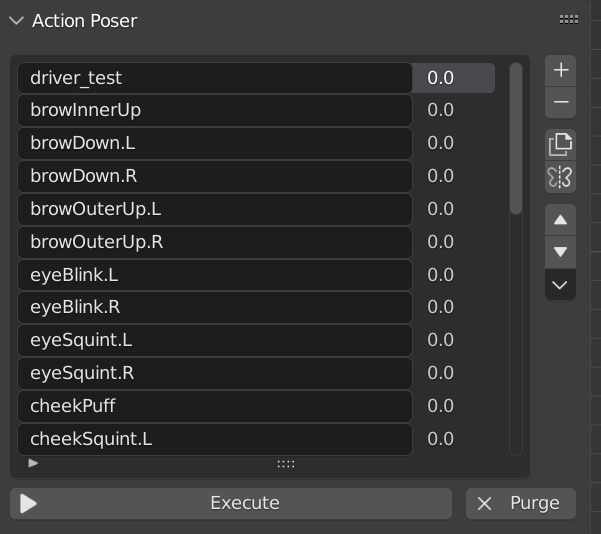 Action Poser
driver_test 0.0
browInnerUp 0.0
browDown.L 0.0
browDown.R 0.0
browOuterUp.L 0.0
browOuterUp.R 0.0
eyeBlink.L 0.0
eyeBlink.R 0.0
eyeSquint.L 0.0
eyeSquint.R 0.0
cheekPuff 0.0
cheekSquint.L 0.0
Execute Purge